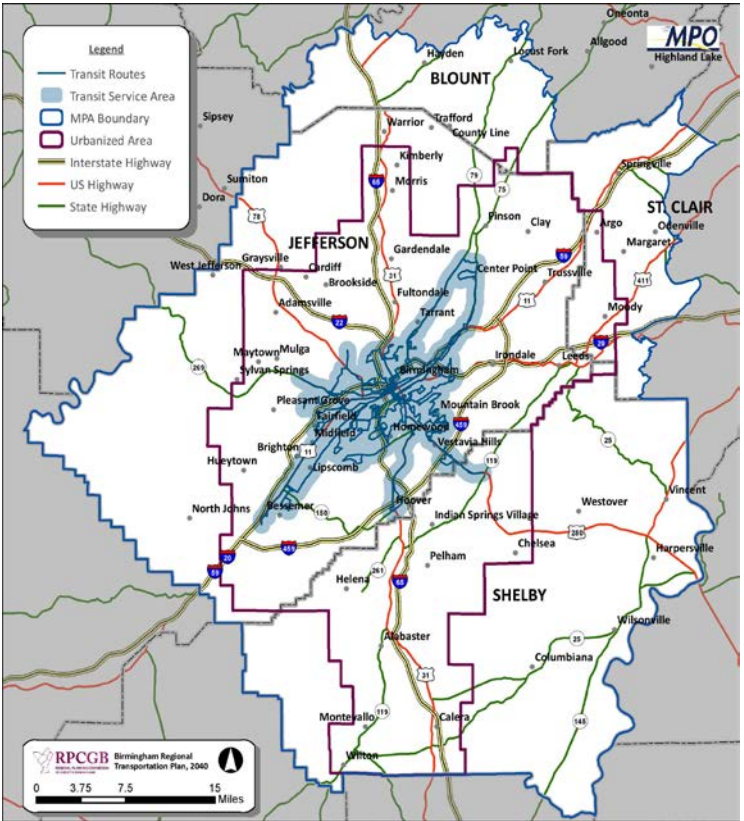 Legend
Transit Routes
Transit Service Area
MPA Boundary
Urbanized Area
Interstate Highway
US Highway
State Highway
MPO
Oneonta
Allgood
Highland Lake
Hayden
Locust Fork
BLOUNT
Sipsey
Warrior
Trafford
County Line
Kimberly
Springville
79
75
65
Morris
Sumiton
Dora
ST. CLAIR
78
Pinson
Clay
Argo
Odenville
JEFFERSON
Margaret
Gardendale
59
West Jefferson
Graysville
Cardiff
Center Point
Trussville
31
411
Brookside
Fultondale
11
Adamsville
Moody
22
Tarrant
20
Maytown
Mulga
Irondale
Leeds
269
Sylvan Springs
Birmingham
Pleasant Grove
Mountain Brook
Fairfield
Midfield
Homewood
459
25
Brighton
11
Vestavia Hills
Hueytown
Lipscomb
119
Vincent
North Johns
Bessemer
150
Hoover
Westover
Indian Springs Village
280
20
459
Chelsea
Harpersville
59
Pelham
261
Helena
65
SHELBY
Wilsonville
25
Alabaster
Columbiana
31
119
145
Montevallo
Calera
Wilton
RPCGB
Birmingham Regional
Transportation Plan, 2040
0 3.75 7.5 15
Miles